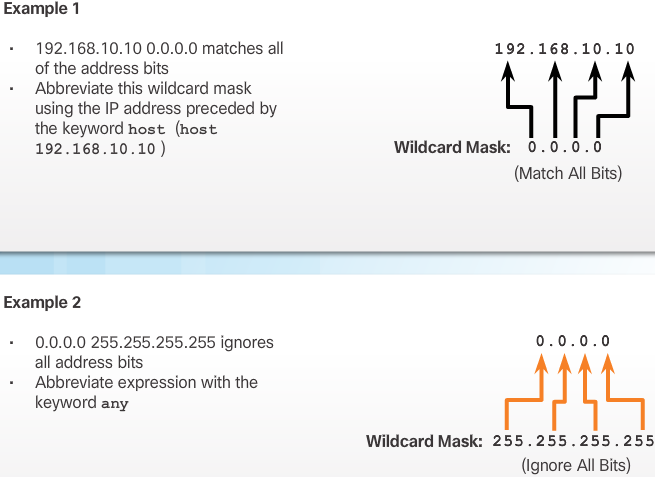 Example 1
· 192.168.10.10 0.0.0.0 matches all
of the address bits
· Abbreviate this wildcard mask
using the IP address preceded by
the keyword host (host
192.168.10.10 )
192.168.10.10
Wildcard Mask: 0.0.0.0
(Match All Bits)
Example 2
· 0.0.0.0 255.255.255.255 ignores
all address bits
· Abbreviate expression with the
keyword any
0.0.0.0
Wildcard Mask: 255.255.255.255
(Ignore All Bits)